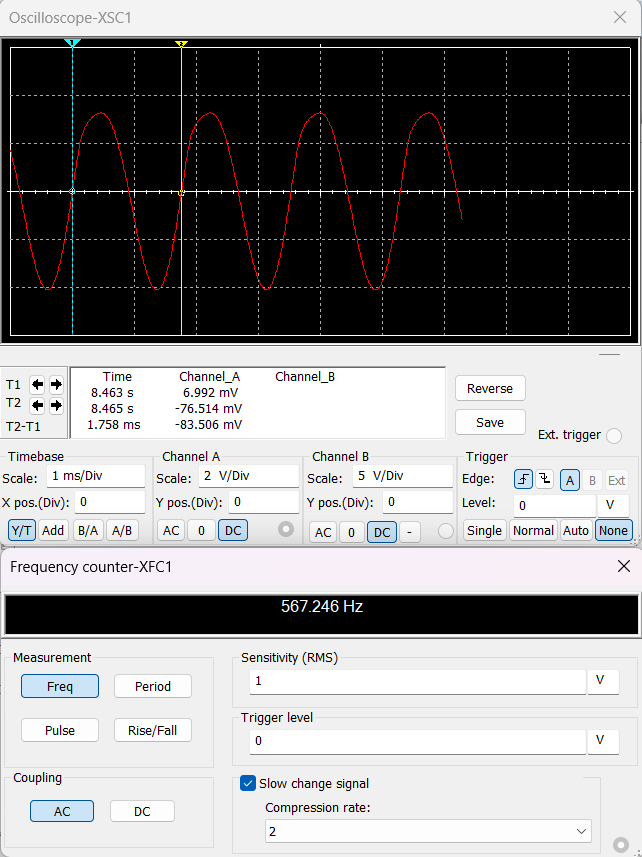 Oscilloscope-XSC1
1 2
Time Channel_A Channel_B
T1 8.463 s 6.992 mV
T2 8.465 s -76.514 mV
T2-T1 1.758 ms -83.506 mV
Reverse
Save
Ext. trigger
Timebase Channel A Channel B Trigger
Scale: 1 ms/Div Scale: 2 V/Div Scale: 5 V/Div Edge: A B Ext
X pos.(Div): 0 Y pos.(Div): 0 Y pos.(Div): 0 Level: 0 V
Y/T Add B/A A/B AC 0 DC AC 0 DC - Single Normal Auto None
Frequency counter-XFC1
567.246 Hz
Measurement
Freq Period
Pulse Rise/Fall
Coupling
AC DC
Sensitivity (RMS)
1 V
Trigger level
0 V
Slow change signal
Compression rate:
2